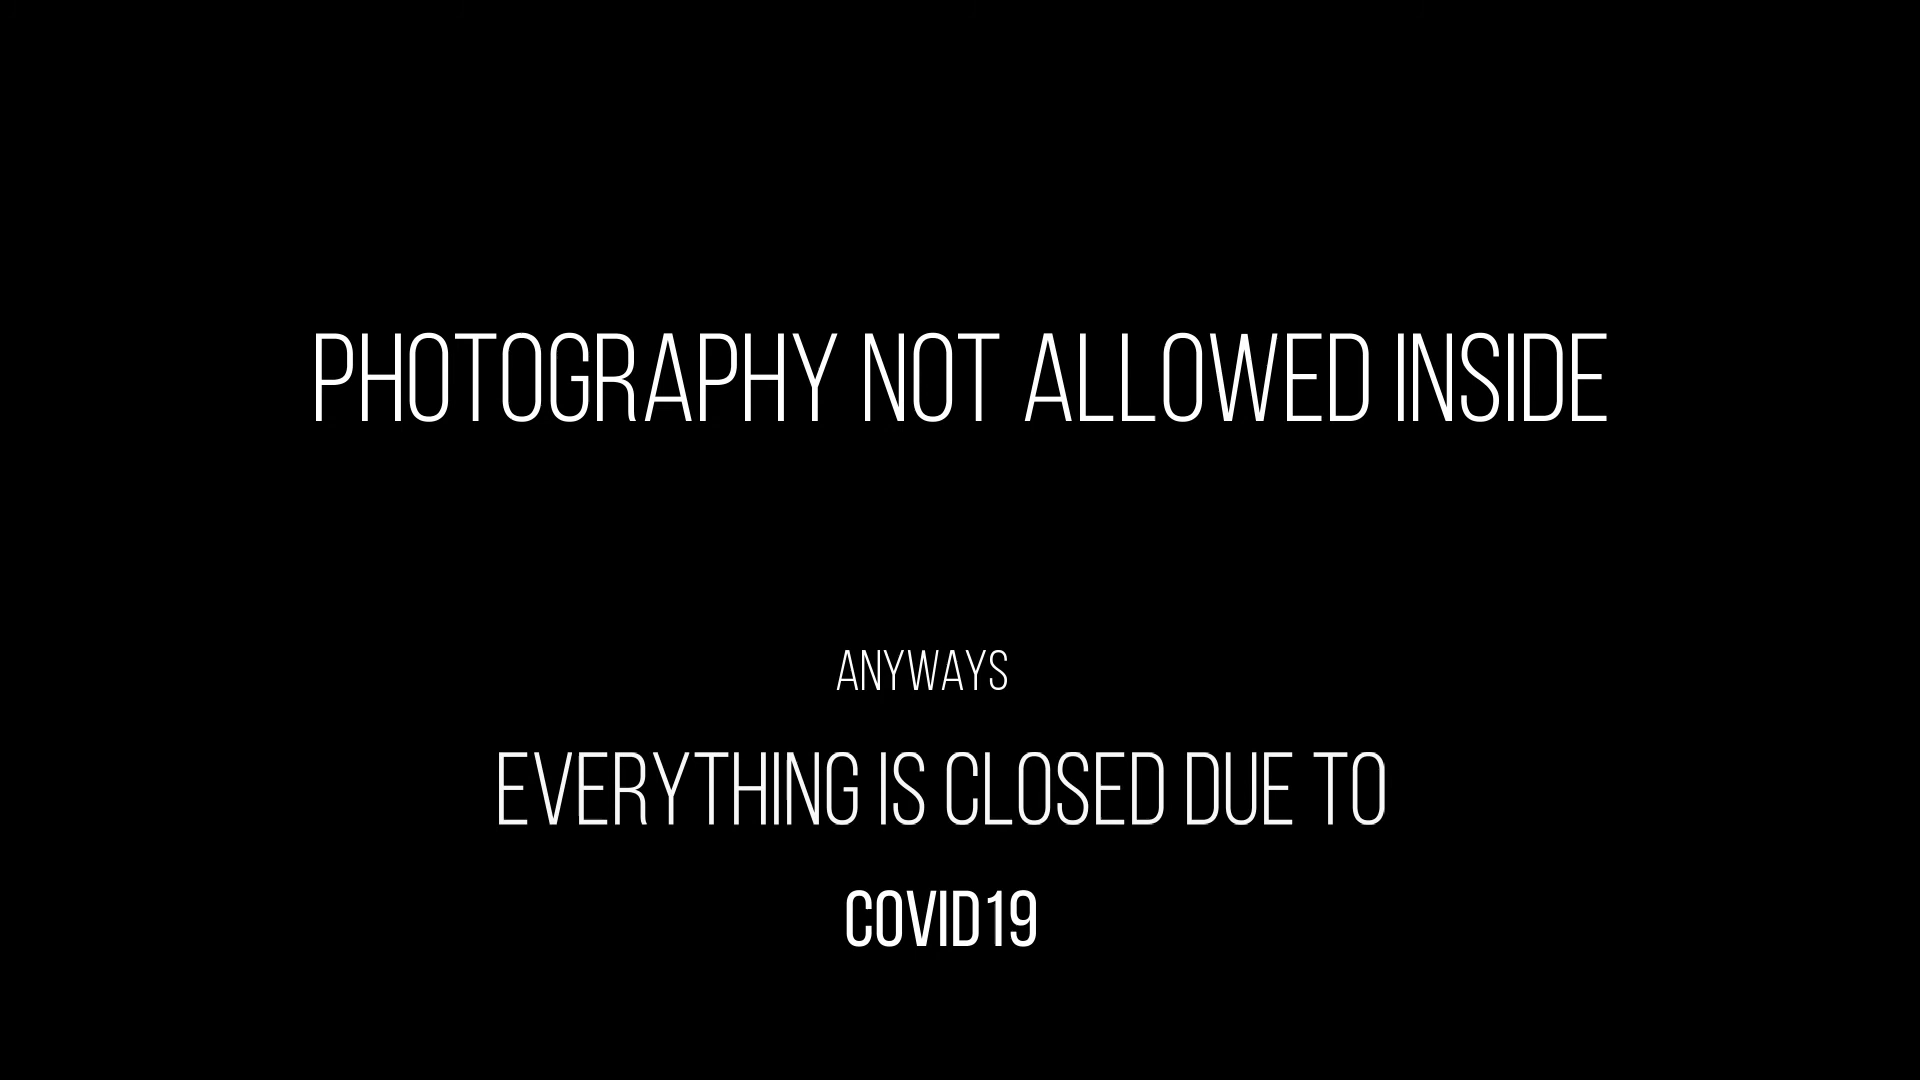 PHOTOGRAPHY NOT ALLOWED INSIDE
ANYWAYS
EVERYTHING IS CLOSED DUE TO
COVID19